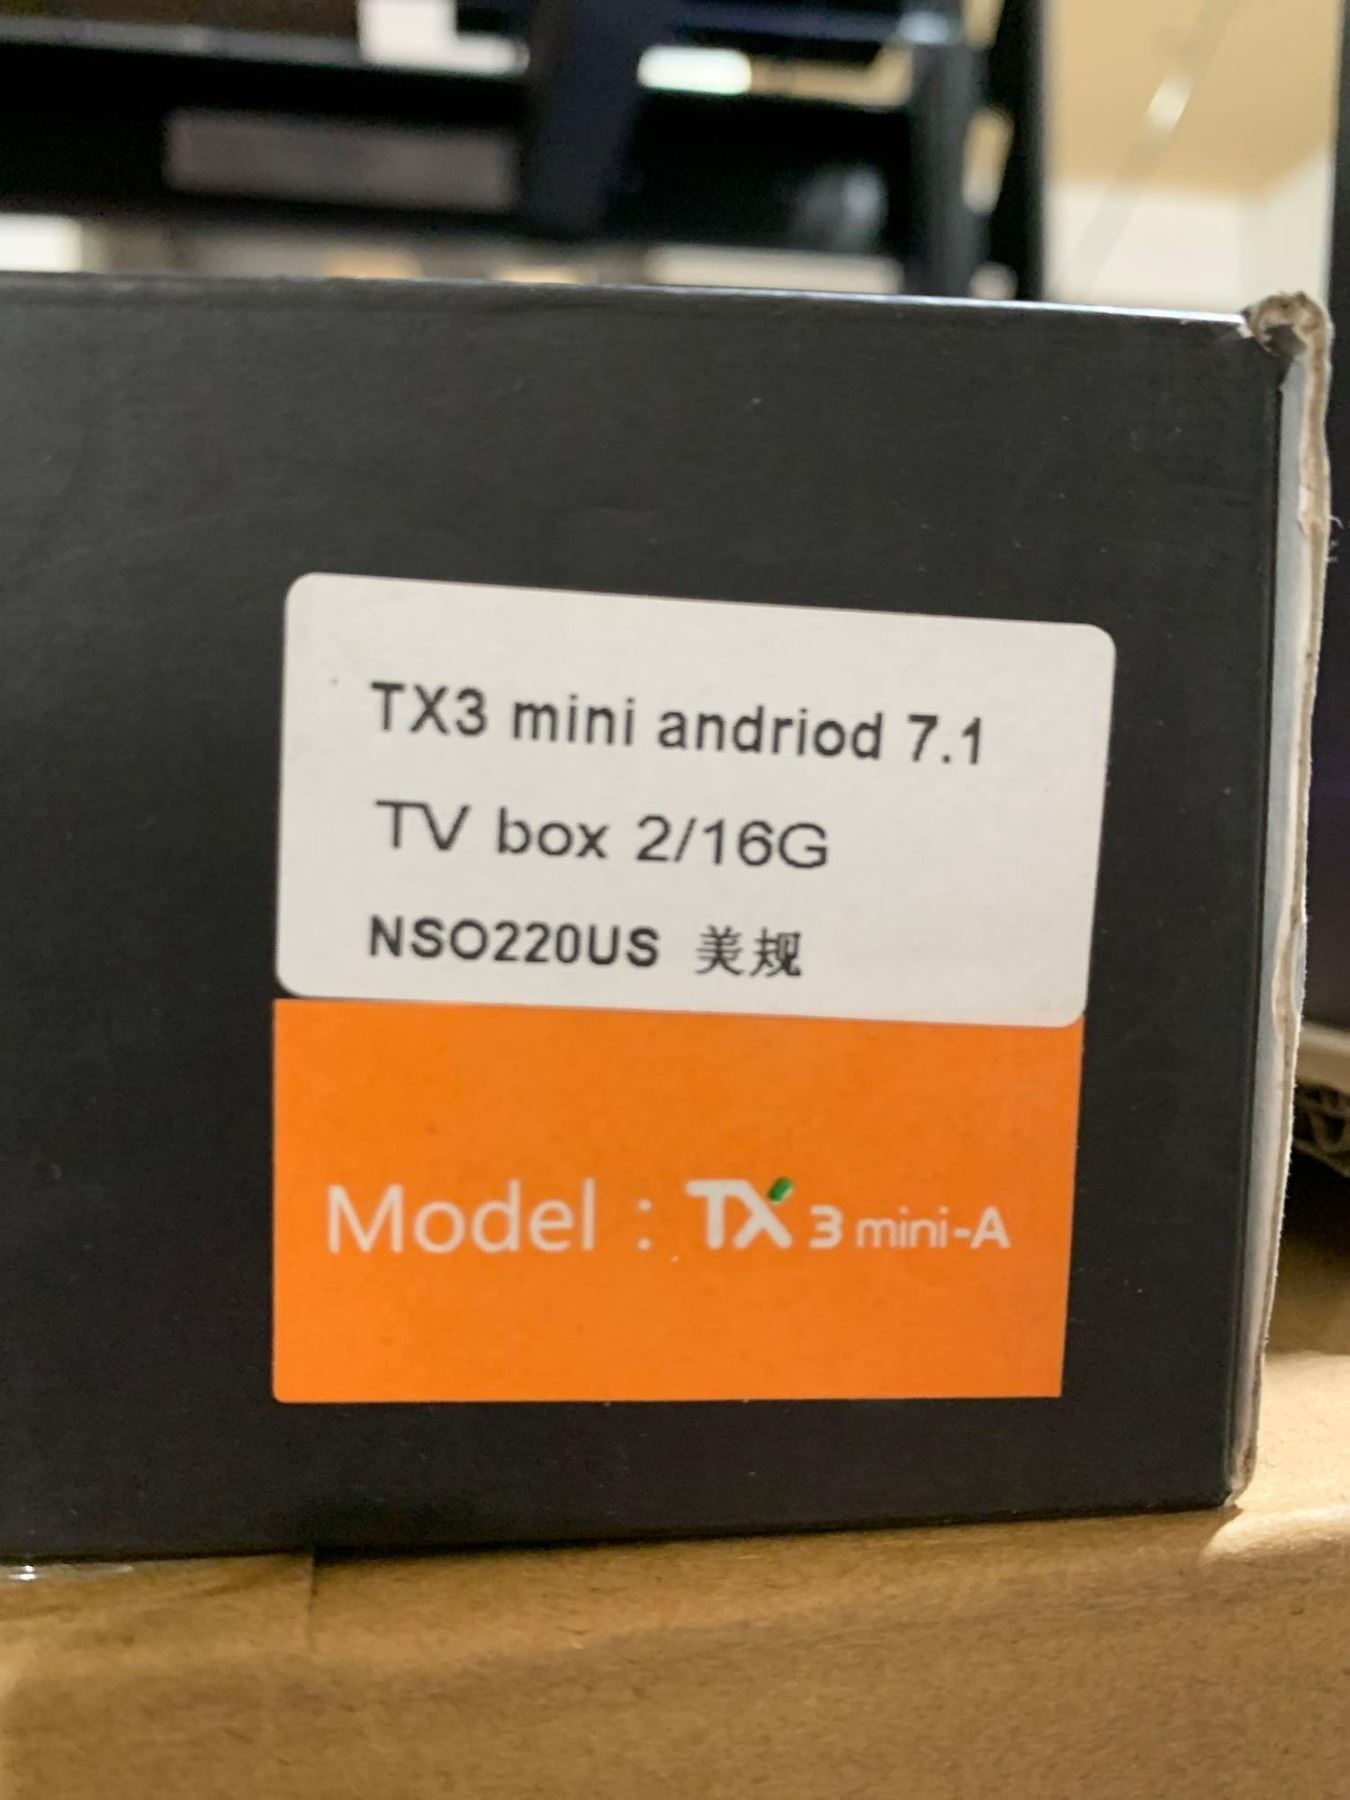 TX3 mini andriod 7.1
TV box 2/16G
NSO220US 美规
Model : TX 3 mini-A